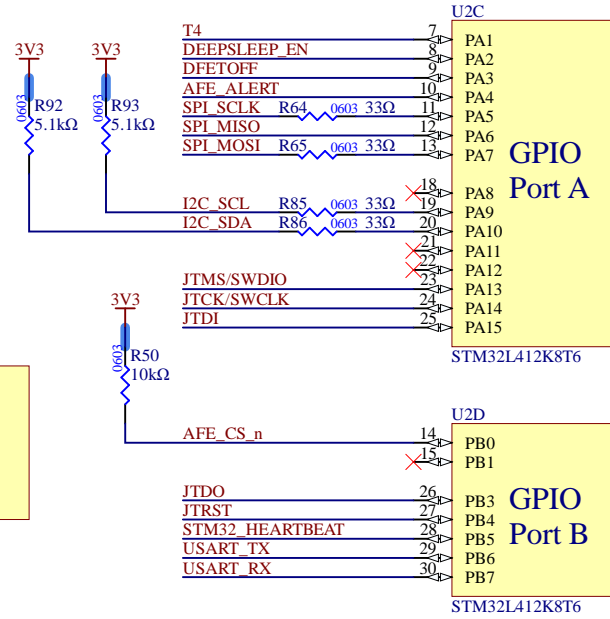 U2C
T4 7 PA1
DEEPSLEEP_EN 8 PA2
DFETOFF 9 PA3
AFE_ALERT 10 PA4
SPI_SCLK R64 0603 33Ω 11 PA5
SPI_MISO 12 PA6
SPI_MOSI R65 0603 33Ω 13 PA7
GPIO
Port A
3V3 3V3
0603 R92 5.1kΩ
0603 R93 5.1kΩ
18 PA8
I2C_SCL R85 0603 33Ω 19 PA9
I2C_SDA R86 0603 33Ω 20 PA10
21 PA11
22 PA12
JTMS/SWDIO 23 PA13
JTCK/SWCLK 24 PA14
JTDI 25 PA15
STM32L412K8T6
3V3
0603 R50 10kΩ
U2D
AFE_CS_n 14 PB0
15 PB1
JTDO 26 PB3
JTRST 27 PB4
STM32_HEARTBEAT 28 PB5
USART_TX 29 PB6
USART_RX 30 PB7
GPIO
Port B
STM32L412K8T6